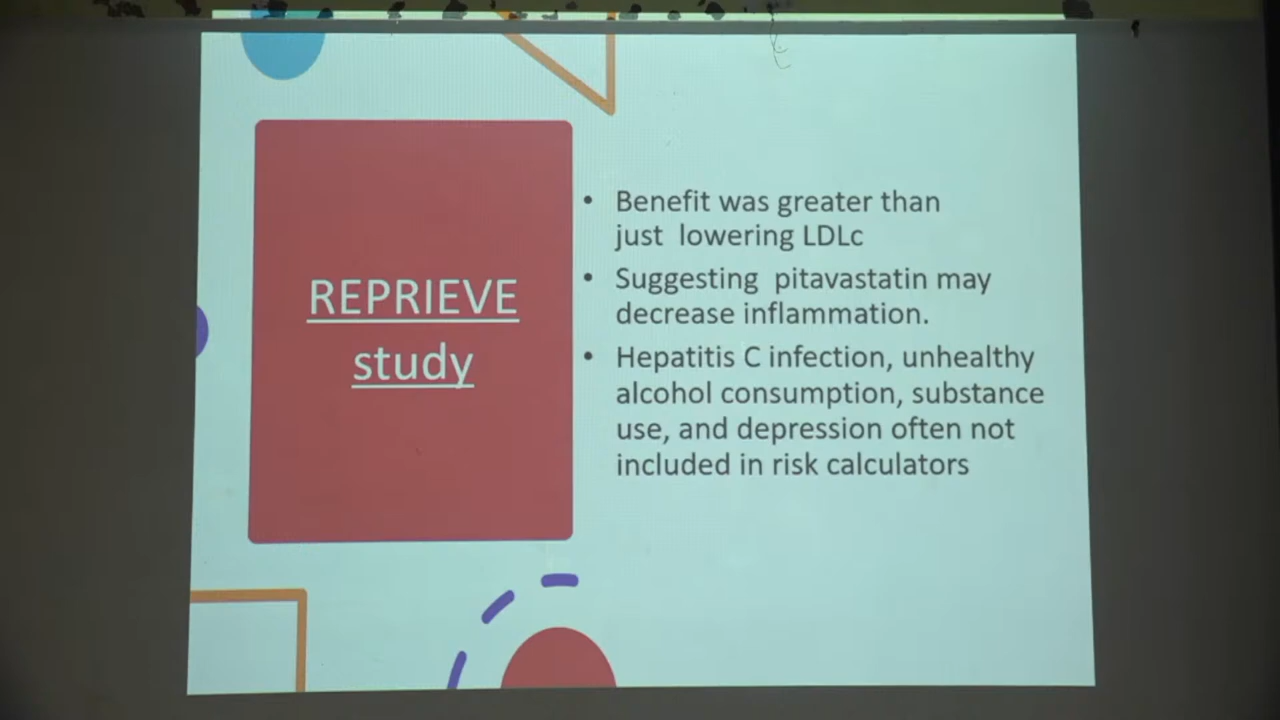 REPRIEVE
study
• Benefit was greater than
just lowering LDLc
• Suggesting pitavastatin may
decrease inflammation.
• Hepatitis C infection, unhealthy
alcohol consumption, substance
use, and depression often not
included in risk calculators